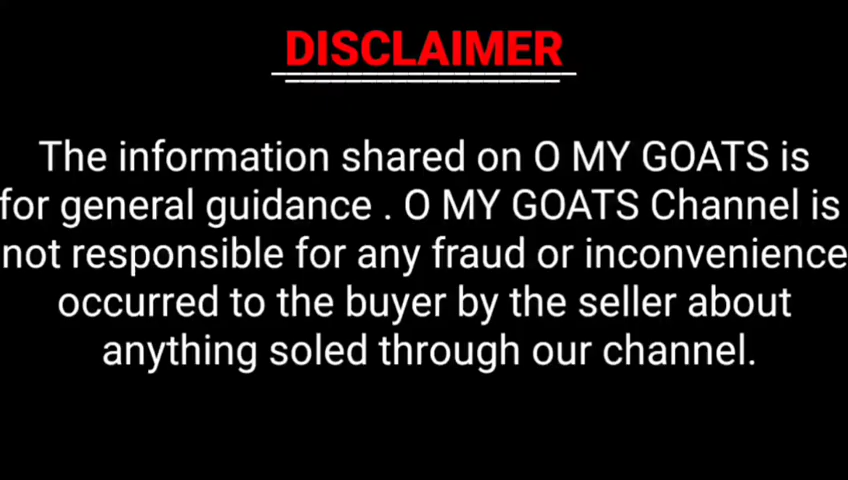 DISCLAIMER
The information shared on O MY GOATS is
for general guidance . O MY GOATS Channel is
not responsible for any fraud or inconvenience
occurred to the buyer by the seller about
anything soled through our channel.